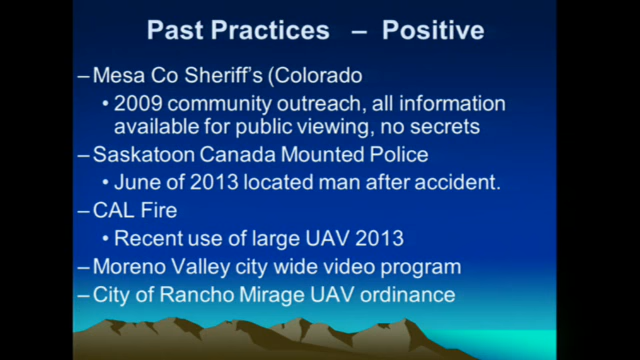 Past Practices – Positive
– Mesa Co Sheriff's (Colorado
• 2009 community outreach, all information
available for public viewing, no secrets
– Saskatoon Canada Mounted Police
• June of 2013 located man after accident.
– CAL Fire
• Recent use of large UAV 2013
– Moreno Valley city wide video program
– City of Rancho Mirage UAV ordinance